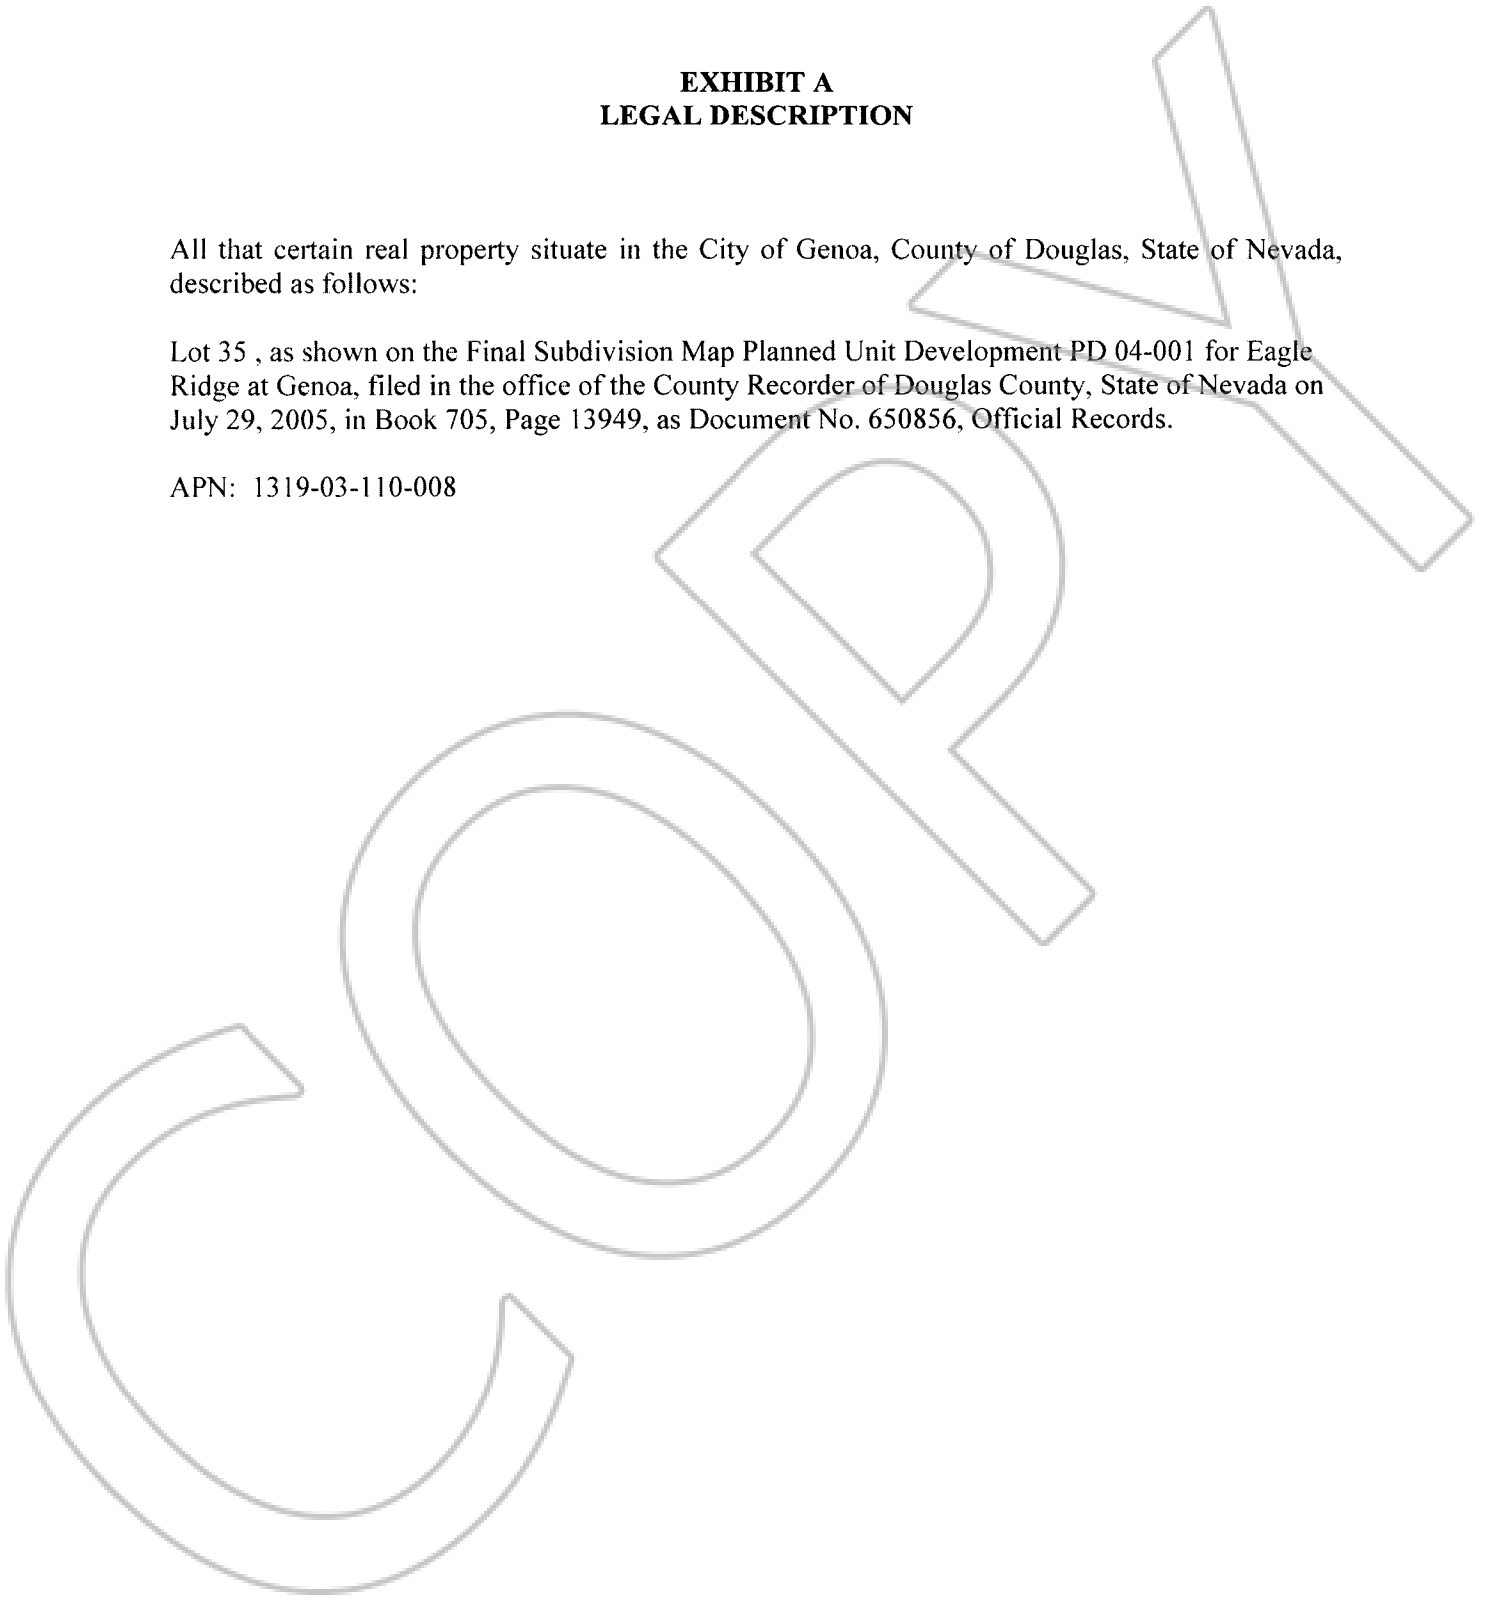 EXHIBIT A
LEGAL DESCRIPTION
All that certain real property situate in the City of Genoa, County of Douglas, State of Nevada,
described as follows:
Lot 35 , as shown on the Final Subdivision Map Planned Unit Development PD 04-001 for Eagle
Ridge at Genoa, filed in the office of the County Recorder of Douglas County, State of Nevada on
July 29, 2005, in Book 705, Page 13949, as Document No. 650856, Official Records.
APN: 1319-03-110-008
COPY